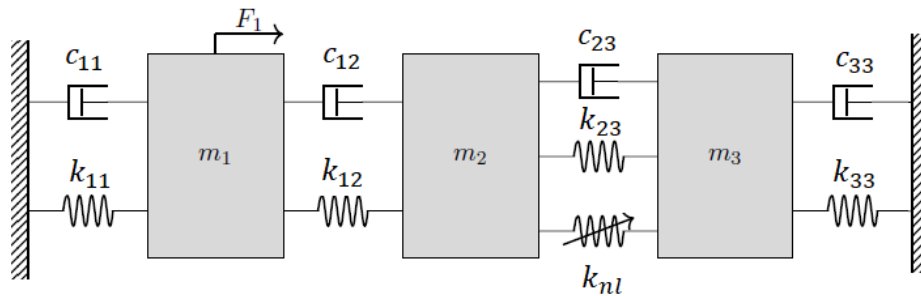 F₁
c₁₁
c₁₂
c₂₃
c₃₃
k₂₃
m₁
m₂
m₃
k₁₁
k₁₂
k₃₃
kₙₗ